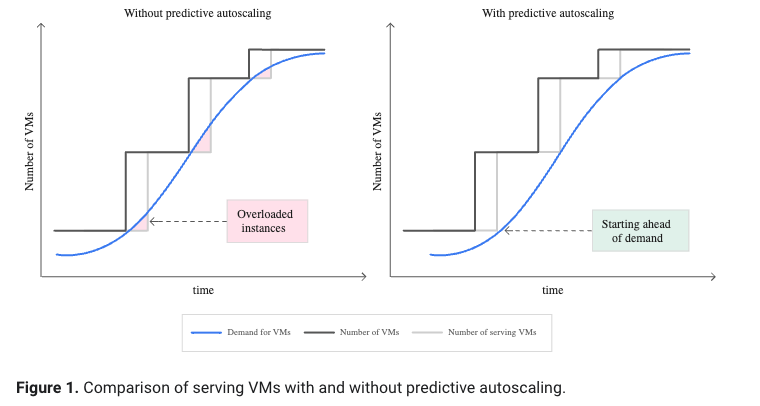 Without predictive autoscaling
With predictive autoscaling
Number of VMs
Overloaded
instances
time
Number of VMs
Starting ahead
of demand
time
Demand for VMs
Number of VMs
Number of serving VMs
Figure 1. Comparison of serving VMs with and without predictive autoscaling.